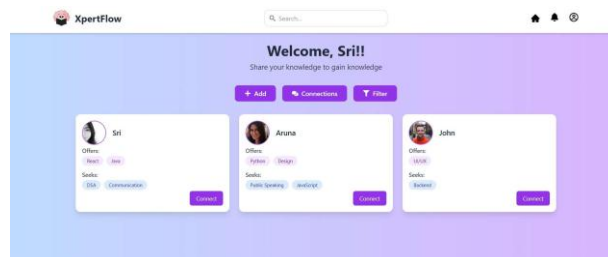 XpertFlow
Search...
Welcome, Sri!!
Share your knowledge to gain knowledge
+ Add
Connections
Filter
Sri
Offers:
React
Java
Seeks:
DSA
Communication
Connect
Aruna
Offers:
Python
Design
Seeks:
Public Speaking
JavaScript
Connect
John
Offers:
UI/UX
Seeks:
Backend
Connect